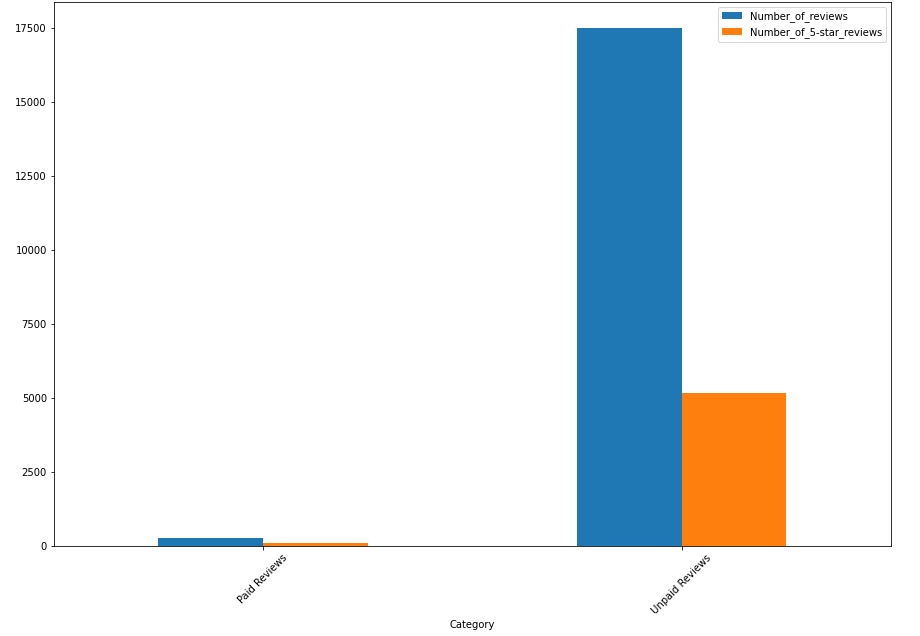 Number_of_reviews
Number_of_5-star_reviews
17500
15000
12500
10000
7500
5000
2500
0
Paid Reviews
Unpaid Reviews
Category